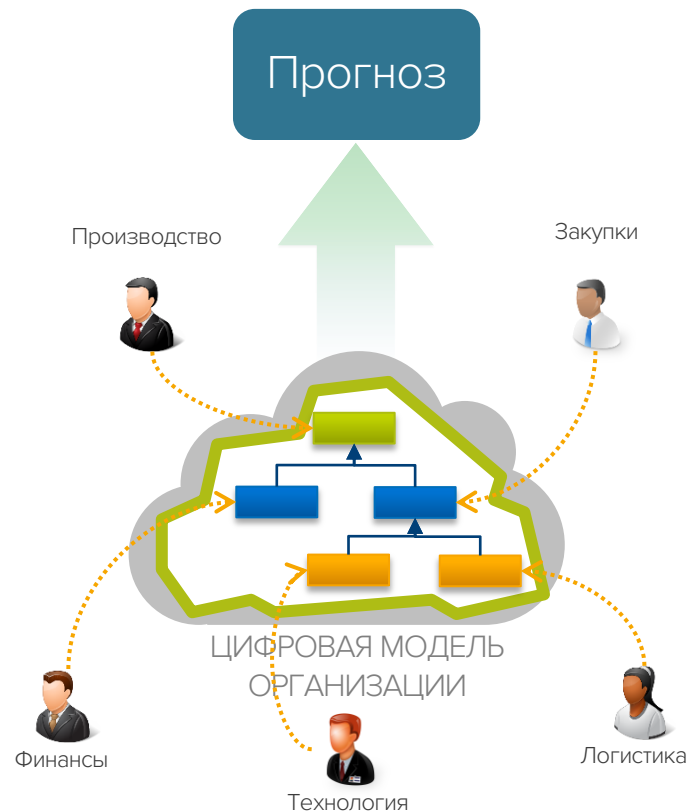 Прогноз
Производство
Закупки
ЦИФРОВАЯ МОДЕЛЬ
ОРГАНИЗАЦИИ
Финансы
Логистика
Технология